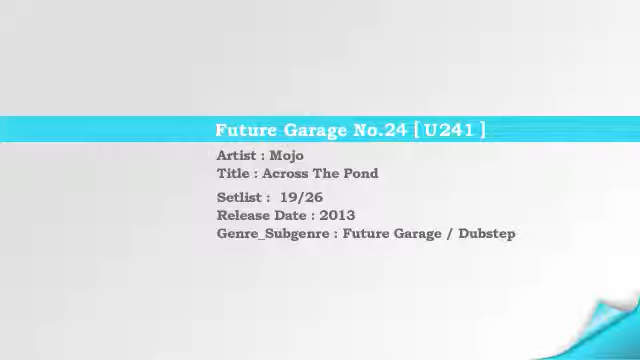 Future Garage No.24 [ U241 ]
Artist : Mojo
Title : Across The Pond
Setlist :  19/26
Release Date : 2013
Genre_Subgenre : Future Garage / Dubstep